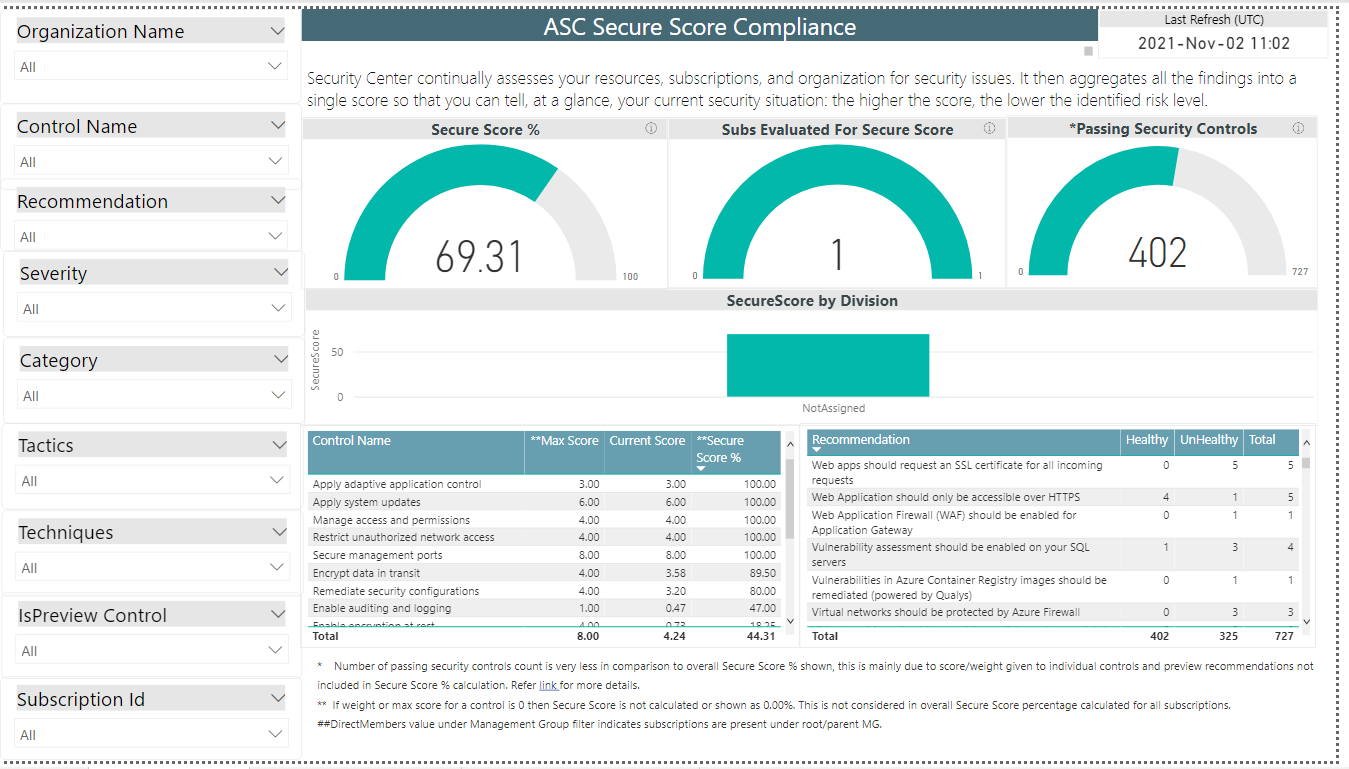 Organization Name
All
Control Name
All
Recommendation
All
Severity
All
Category
All
Tactics
All
Techniques
All
IsPreview Control
All
Subscription Id
All
ASC Secure Score Compliance
Last Refresh (UTC)
2021-Nov-02 11:02
Security Center continually assesses your resources, subscriptions, and organization for security issues. It then aggregates all the findings into a
single score so that you can tell, at a glance, your current security situation: the higher the score, the lower the identified risk level.
Secure Score %
69.31
0
100
Subs Evaluated For Secure Score
1
0
1
*Passing Security Controls
402
0
727
SecureScore by Division
SecureScore
50
0
NotAssigned
Control Name **Max Score Current Score **Secure
Score %
Apply adaptive application control 3.00 3.00 100.00
Apply system updates 6.00 6.00 100.00
Manage access and permissions 4.00 4.00 100.00
Restrict unauthorized network access 4.00 4.00 100.00
Secure management ports 8.00 8.00 100.00
Encrypt data in transit 4.00 3.58 89.50
Remediate security configurations 4.00 3.20 80.00
Enable auditing and logging 1.00 0.47 47.00
Enable encryption at rest 4.00 0.73 18.25
Total 8.00 4.24 44.31
Recommendation Healthy UnHealthy Total
Web apps should request an SSL certificate for all incoming
requests 0 5 5
Web Application should only be accessible over HTTPS 4 1 5
Web Application Firewall (WAF) should be enabled for
Application Gateway 0 1 1
Vulnerability assessment should be enabled on your SQL
servers 1 3 4
Vulnerabilities in Azure Container Registry images should be
remediated (powered by Qualys) 0 1 1
Virtual networks should be protected by Azure Firewall 0 3 3
Total 402 325 727
* Number of passing security controls count is very less in comparison to overall Secure Score % shown, this is mainly due to score/weight given to individual controls and preview recommendations not
included in Secure Score % calculation. Refer link for more details.
** If weight or max score for a control is 0 then Secure Score is not calculated or shown as 0.00%. This is not considered in overall Secure Score percentage calculated for all subscriptions.
##DirectMembers value under Management Group filter indicates subscriptions are present under root/parent MG.